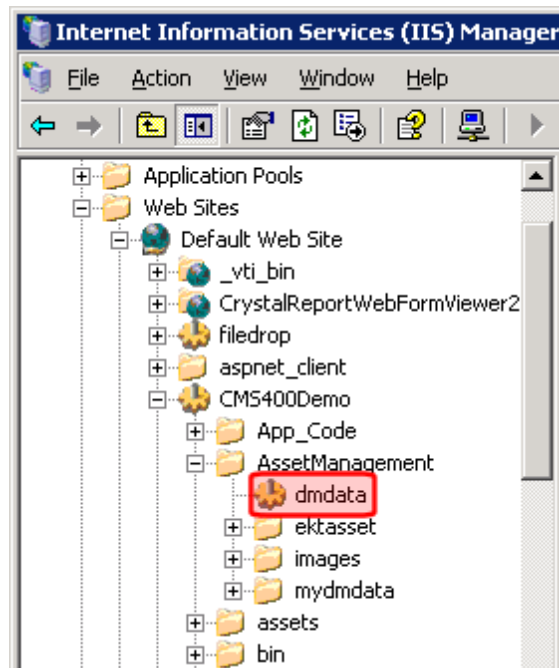 Internet Information Services (IIS) Manager
File Action View Window Help
Application Pools
Web Sites
Default Web Site
_vti_bin
CrystalReportWebFormViewer2
filedrop
aspnet_client
CMS400Demo
App_Code
AssetManagement
dmdata
ektasset
images
mydmdata
assets
bin